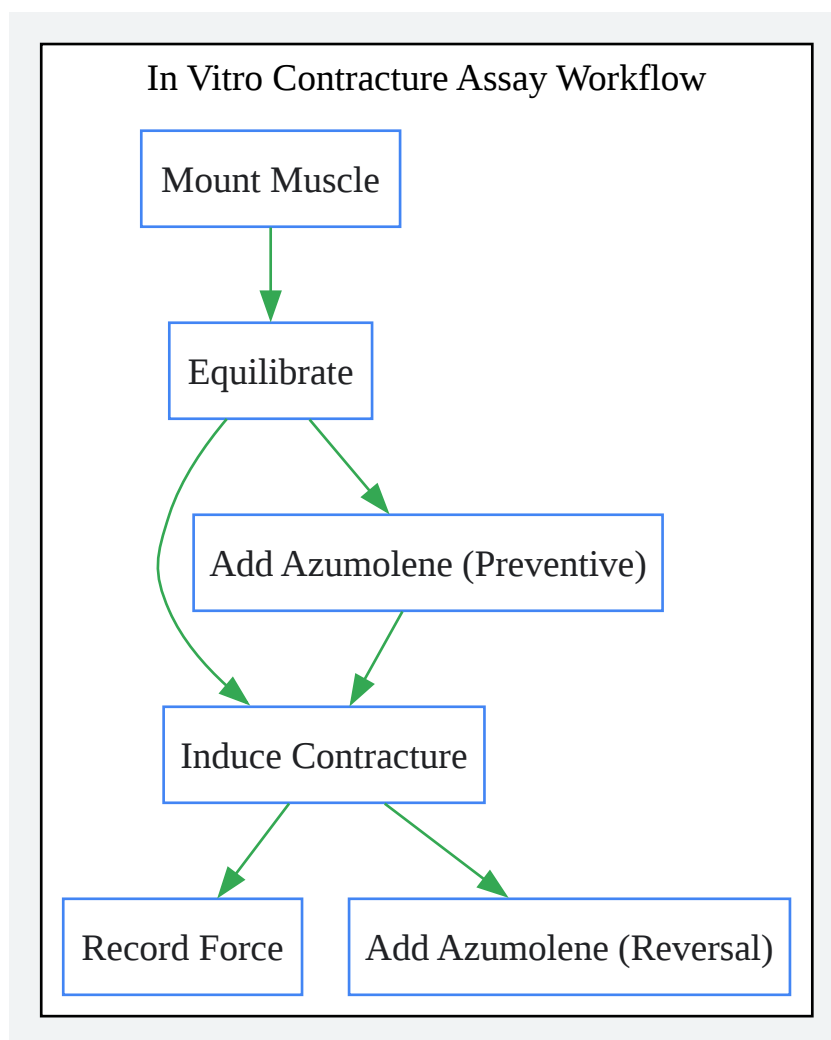 In Vitro Contracture Assay Workflow
Mount Muscle
Equilibrate
Add Azumolene (Preventive)
Induce Contracture
Record Force
Add Azumolene (Reversal)